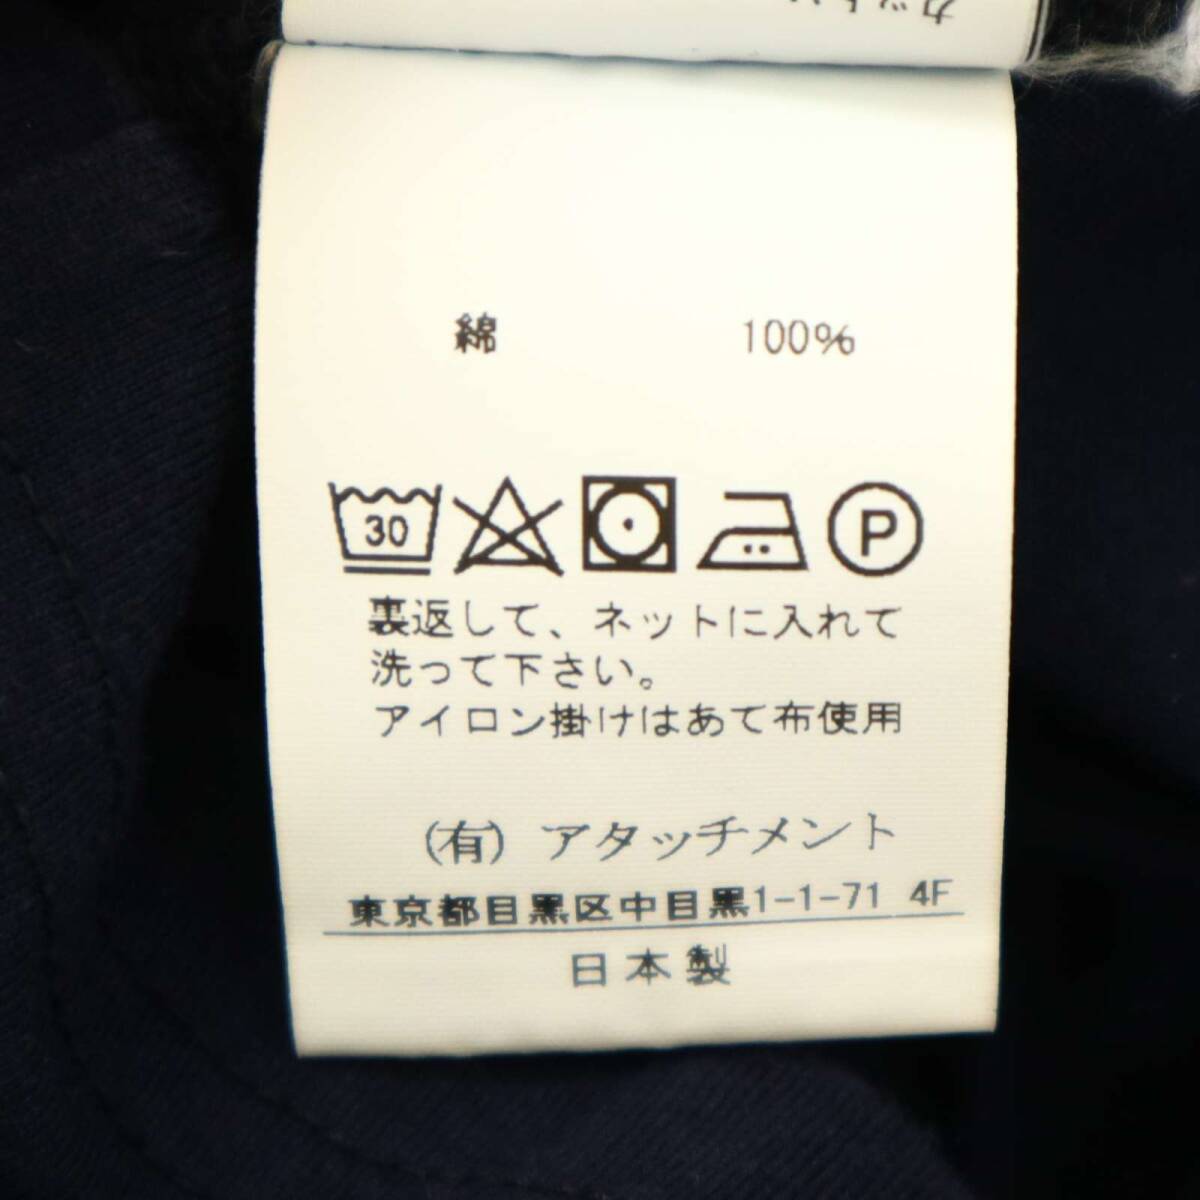 綿 100%
30 P
裏返して、ネットに入れて
洗って下さい。
アイロン掛けはあて布使用
(有) アタッチメント
東京都目黒区中目黒1-1-71 4F
日本製